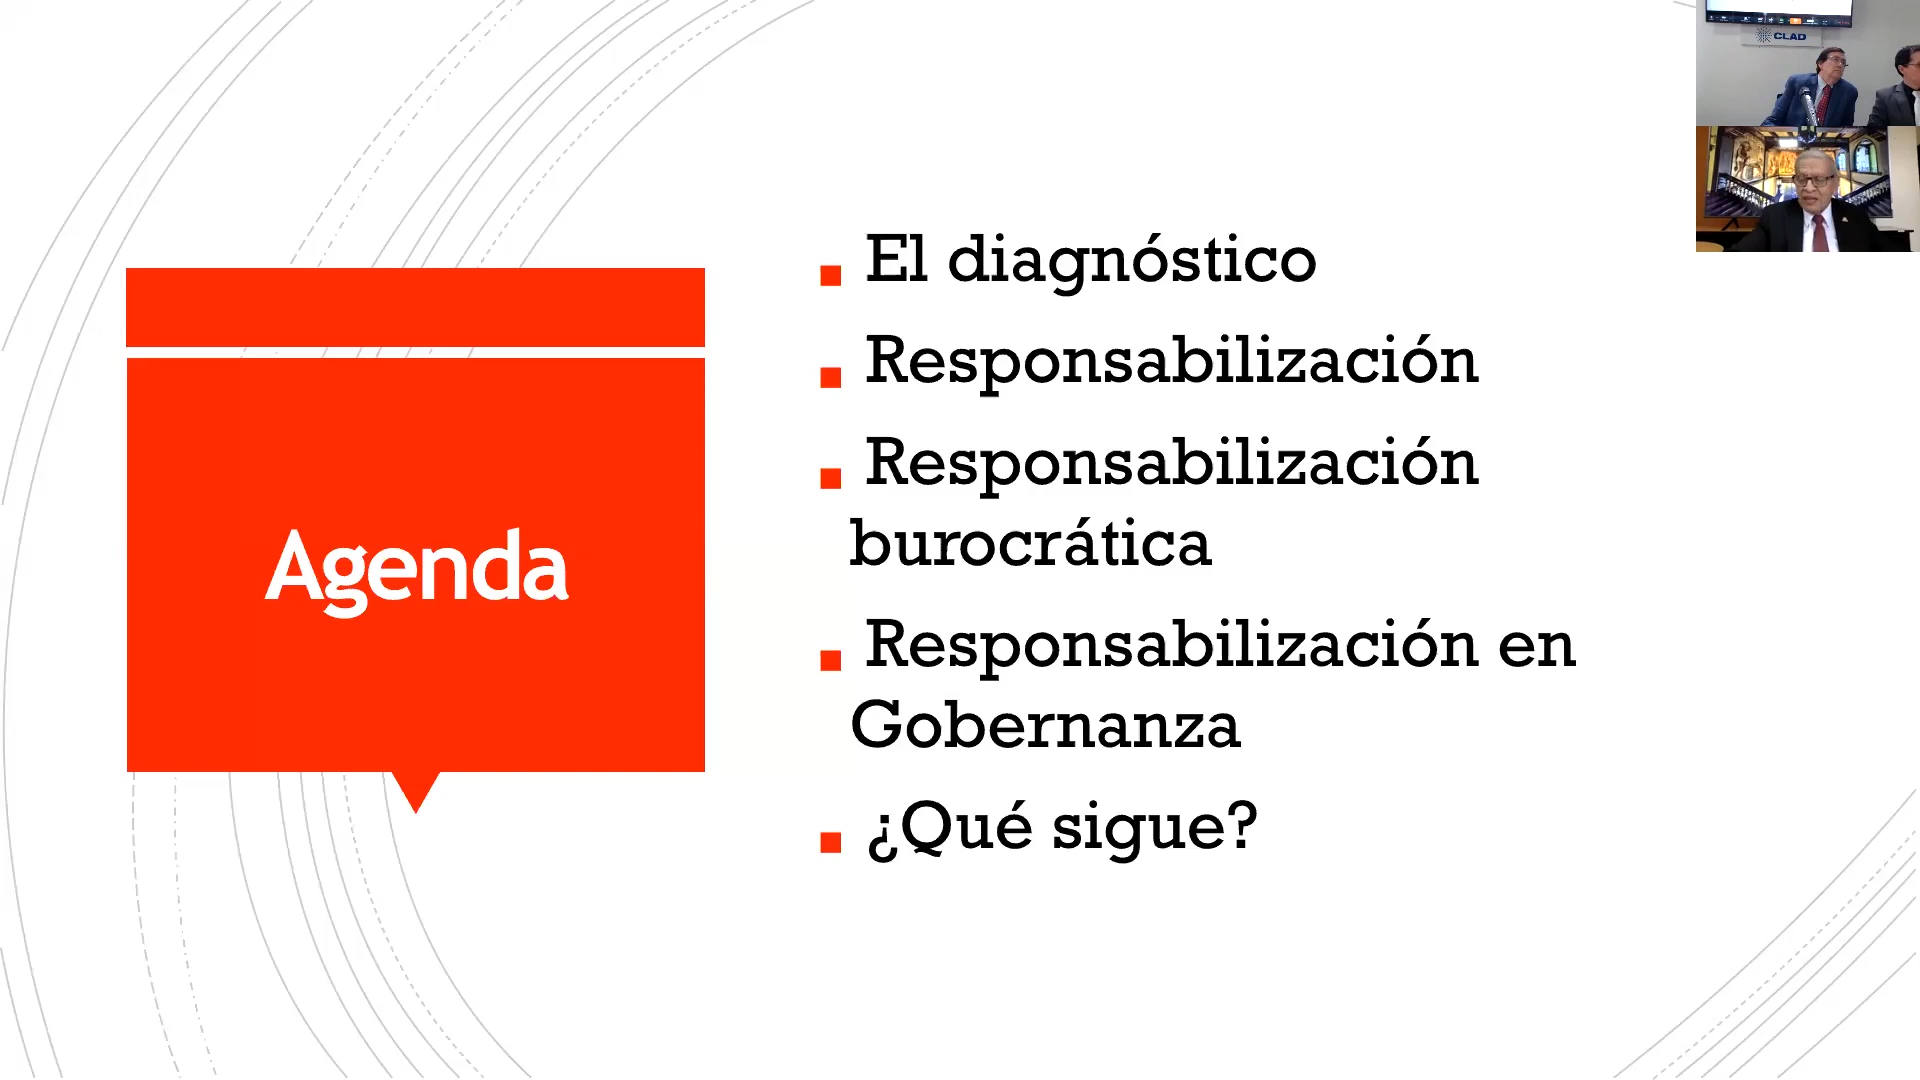 CLAD
Agenda
El diagnóstico
Responsabilización
Responsabilización
burocrática
Responsabilización en
Gobernanza
¿Qué sigue?